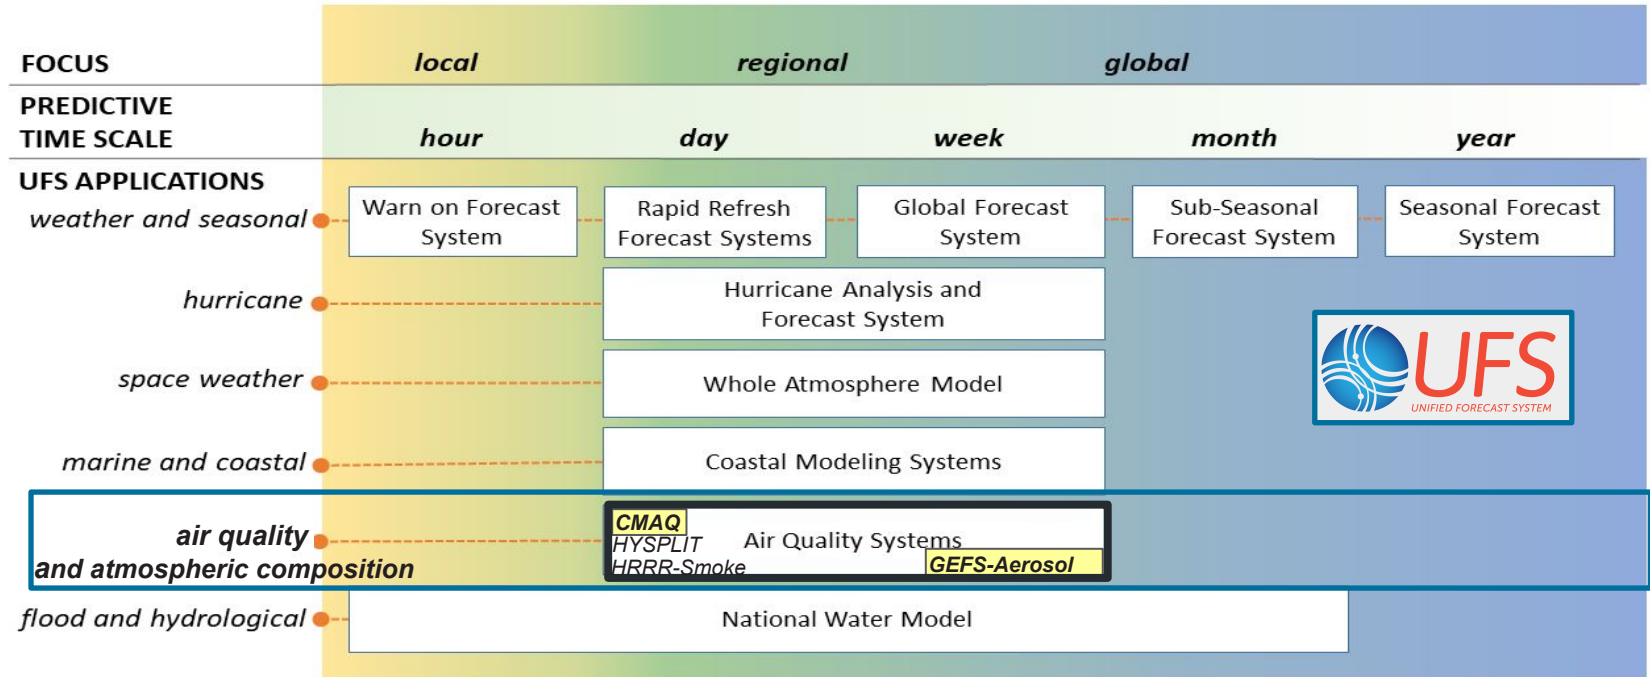 FOCUS local regional global
PREDICTIVE
TIME SCALE hour day week month year
UFS APPLICATIONS
weather and seasonal
Warn on Forecast
System
Rapid Refresh
Forecast Systems
Global Forecast
System
Sub-Seasonal
Forecast System
Seasonal Forecast
System
hurricane
Hurricane Analysis and
Forecast System
space weather
Whole Atmosphere Model
UFS
UNIFIED FORECAST SYSTEM
marine and coastal
Coastal Modeling Systems
air quality
and atmospheric composition
CMAQ
HYSPLIT
HRRR-Smoke
Air Quality Systems
GEFS-Aerosol
flood and hydrological
National Water Model